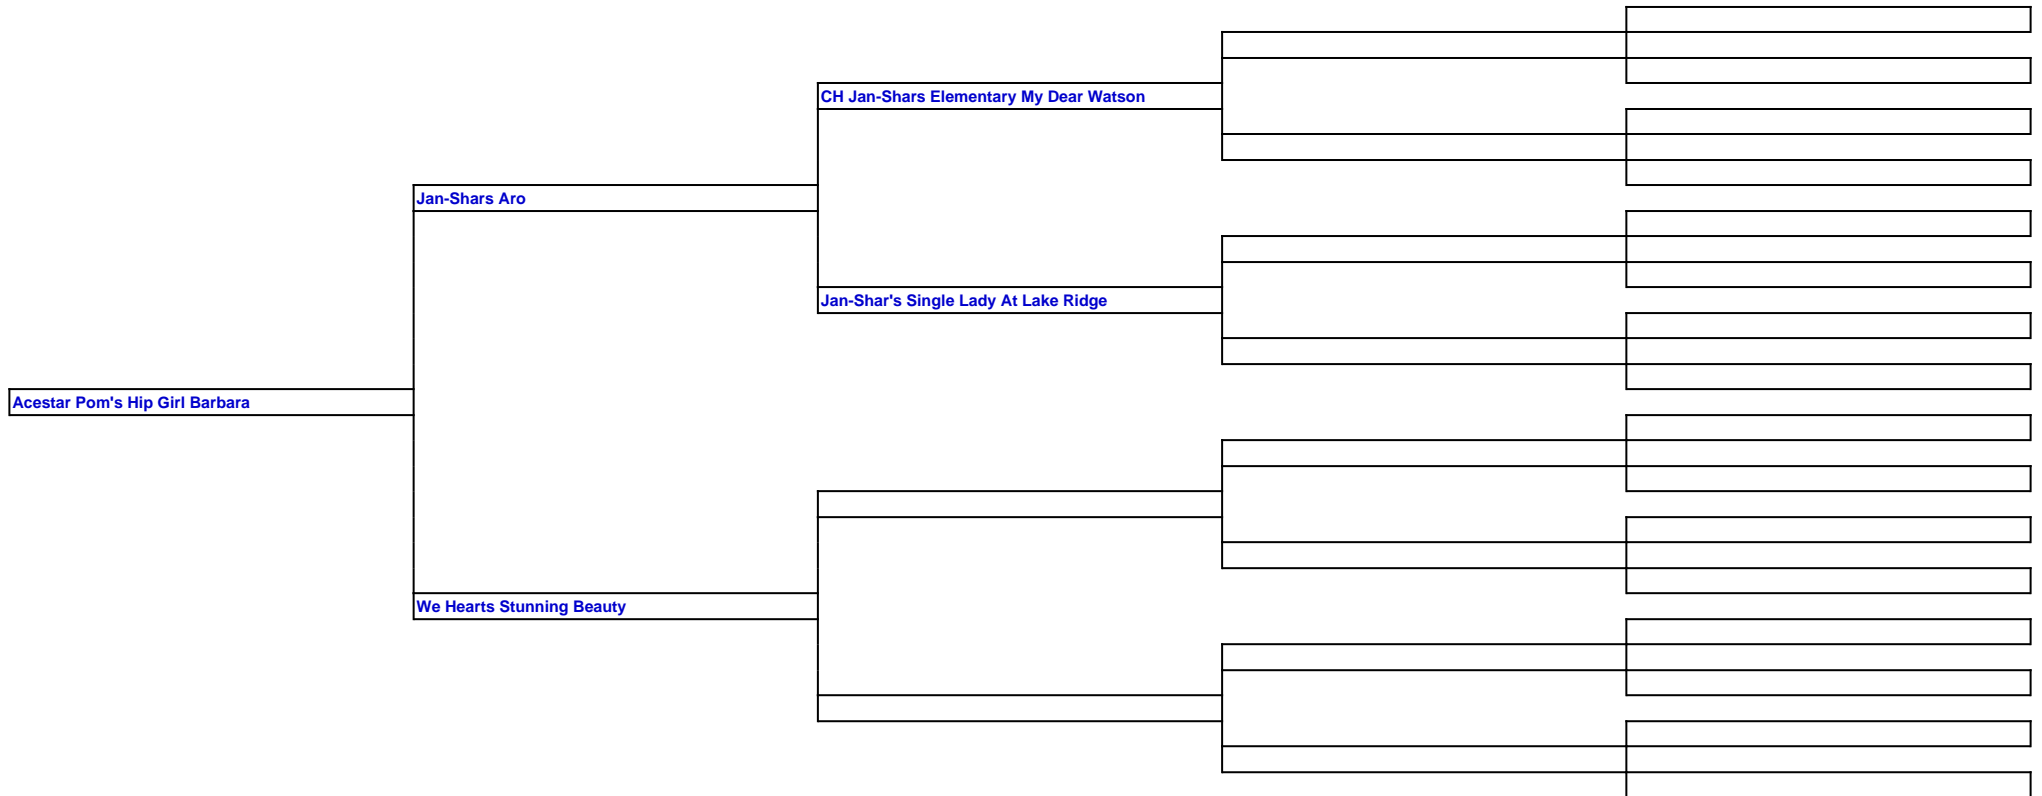 CH Jan-Shars Elementary My Dear Watson
Jan-Shars Aro
Jan-Shar's Single Lady At Lake Ridge
Acestar Pom's Hip Girl Barbara
We Hearts Stunning Beauty